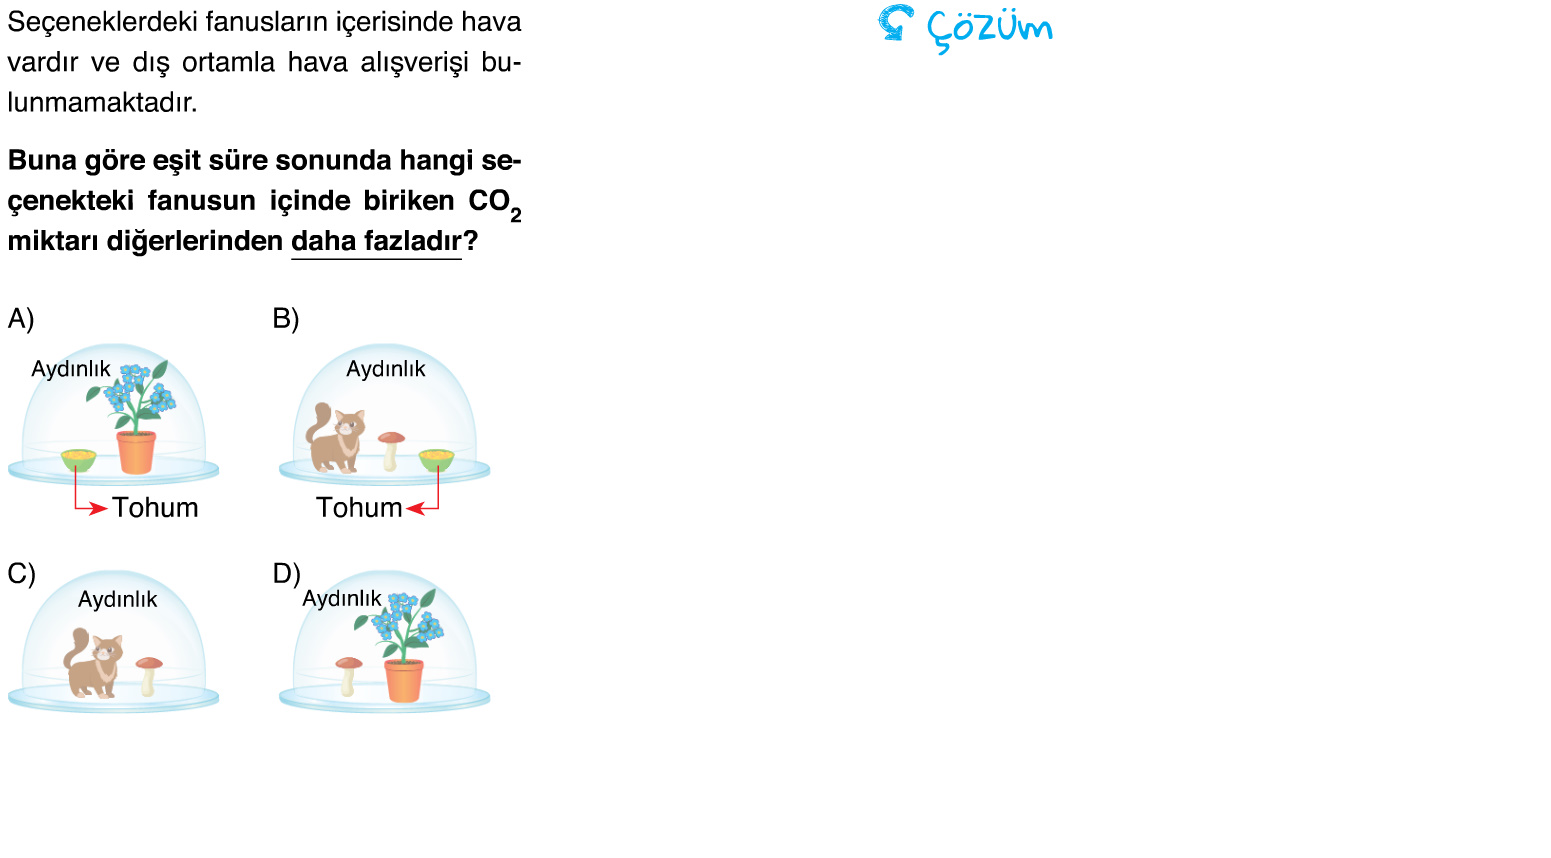 Seçeneklerdeki fanusların içerisinde hava
vardır ve dış ortamla hava alışverişi bu-
lunmamaktadır.
Buna göre eşit süre sonunda hangi se-
çenekteki fanusun içinde biriken CO2
miktarı diğerlerinden daha fazladır?
A)
Aydınlık
Tohum
B)
Aydınlık
Tohum
C)
Aydınlık
D)
Aydınlık
Çözüm